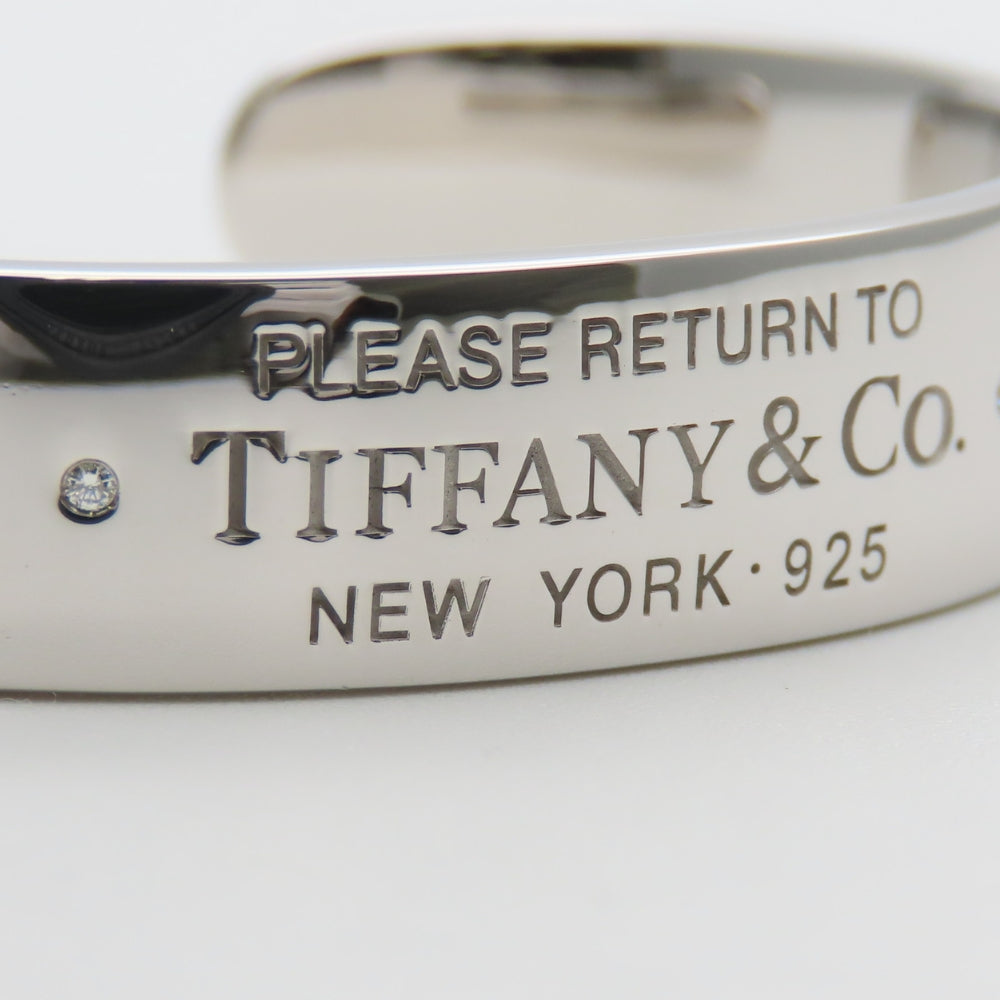 PLEASE RETURN TO
TIFFANY & CO.
NEW YORK · 925